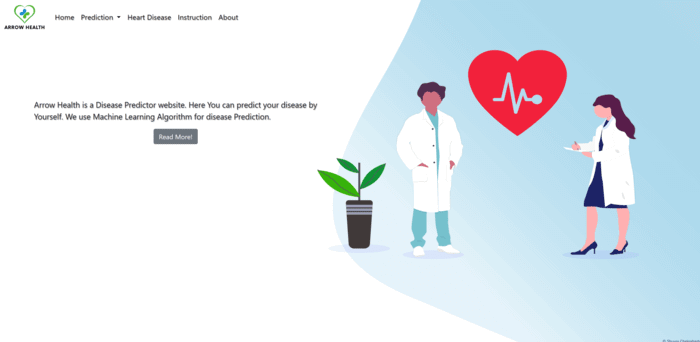 ARROW HEALTH
Home Prediction Heart Disease Instruction About
Arrow Health is a Disease Predictor website. Here You can predict your disease by
Yourself. We use Machine Learning Algorithm for disease Prediction.
Read More!